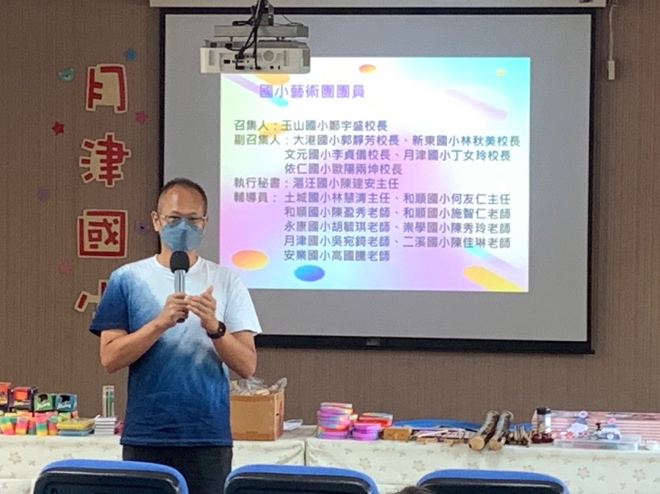 月津國小
國小藝術團團員
召集人：玉山國小鄭宇盛校長
副召集人：大港國小郭靜芳校長、新東國小林秋美校長
文元國小李貞儀校長、月津國小丁女玲校長
依仁國小歐陽兩坤校長
執行秘書：漚汪國小陳建安主任
輔導員：土城國小林慧濤主任、和順國小何友仁主任
和順國小陳盈秀老師、和順國小施智仁老師
永康國小胡毓琪老師、崇學國小陳秀玲老師
月津國小吳宛錡老師、二溪國小陳佳琳老師
安業國小高國騰老師